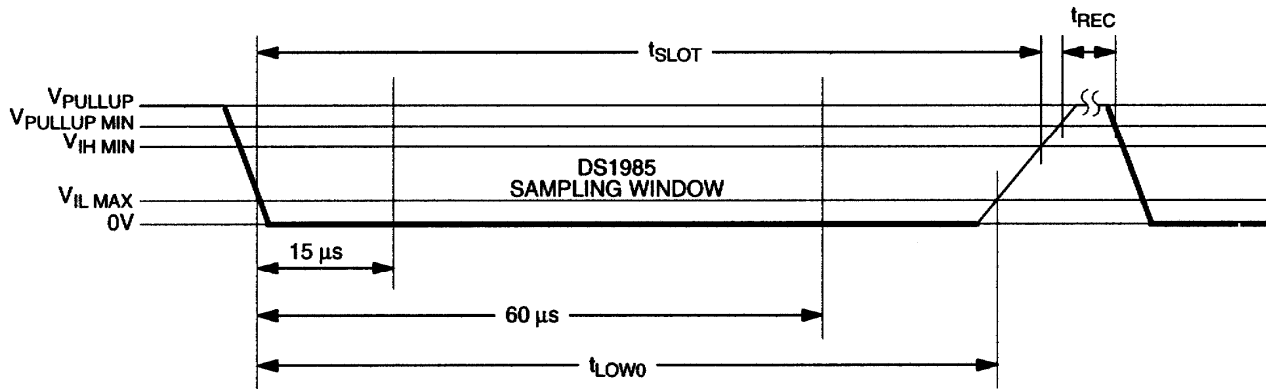 tREC
tSLOT
VPULLUP
VPULLUP MIN
VIH MIN
DS1985
SAMPLING WINDOW
VIL MAX
0V
15 µs
60 µs
tLOW0